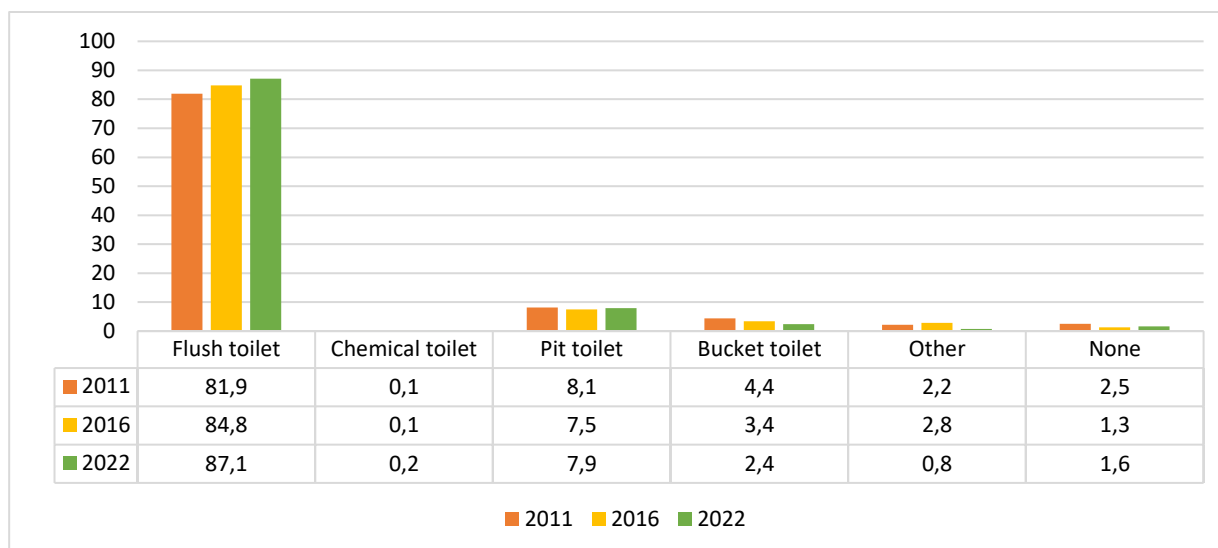 100
90
80
70
60
50
40
30
20
10
0
Flush toilet Chemical toilet Pit toilet Bucket toilet Other None
2011 81,9 0,1 8,1 4,4 2,2 2,5
2016 84,8 0,1 7,5 3,4 2,8 1,3
2022 87,1 0,2 7,9 2,4 0,8 1,6
2011 2016 2022